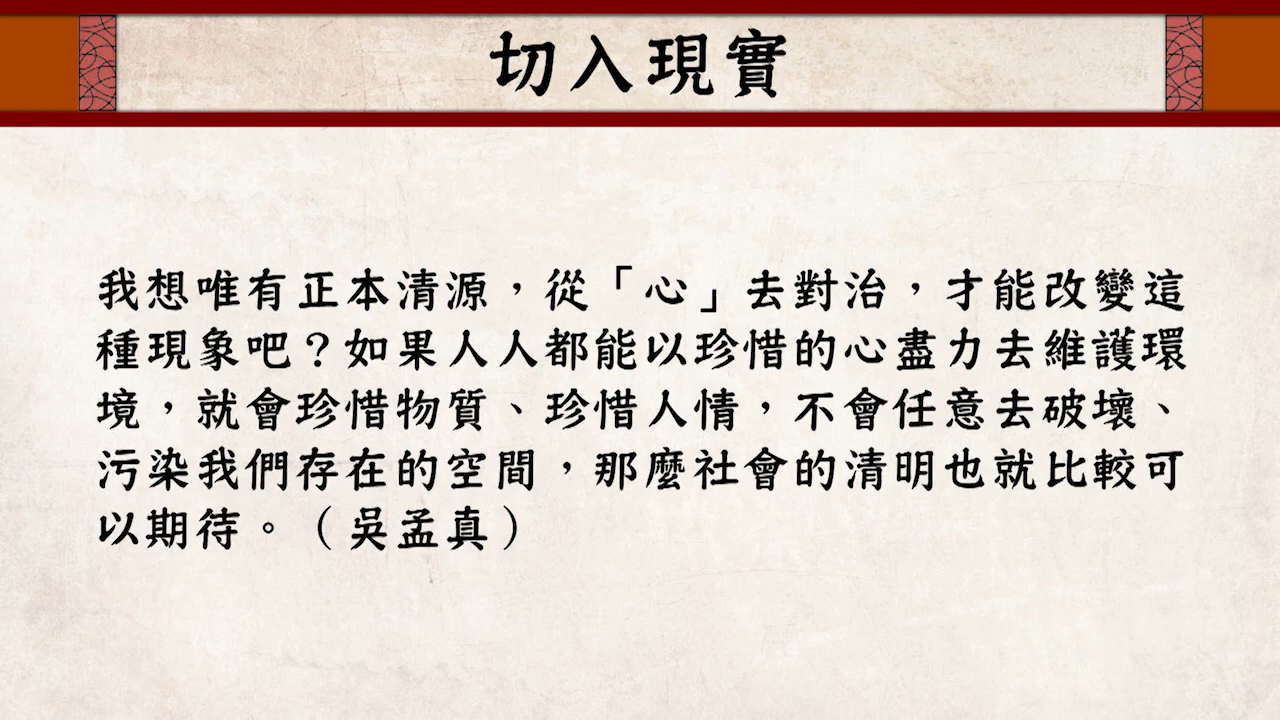 切入現實
我想唯有正本清源，從「心」去對治，才能改變這
種現象吧？如果人人都能以珍惜的心盡力去維護環
境，就會珍惜物質、珍惜人情，不會任意去破壞、
污染我們存在的空間，那麼社會的清明也就比較可
以期待。（吳孟真）